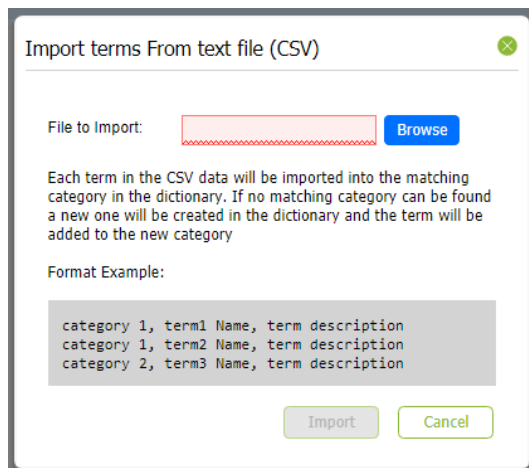 Import terms From text file (CSV)
File to Import:
Browse
Each term in the CSV data will be imported into the matching
category in the dictionary. If no matching category can be found
a new one will be created in the dictionary and the term will be
added to the new category
Format Example:
category 1, term1 Name, term description
category 1, term2 Name, term description
category 2, term3 Name, term description
Import
Cancel